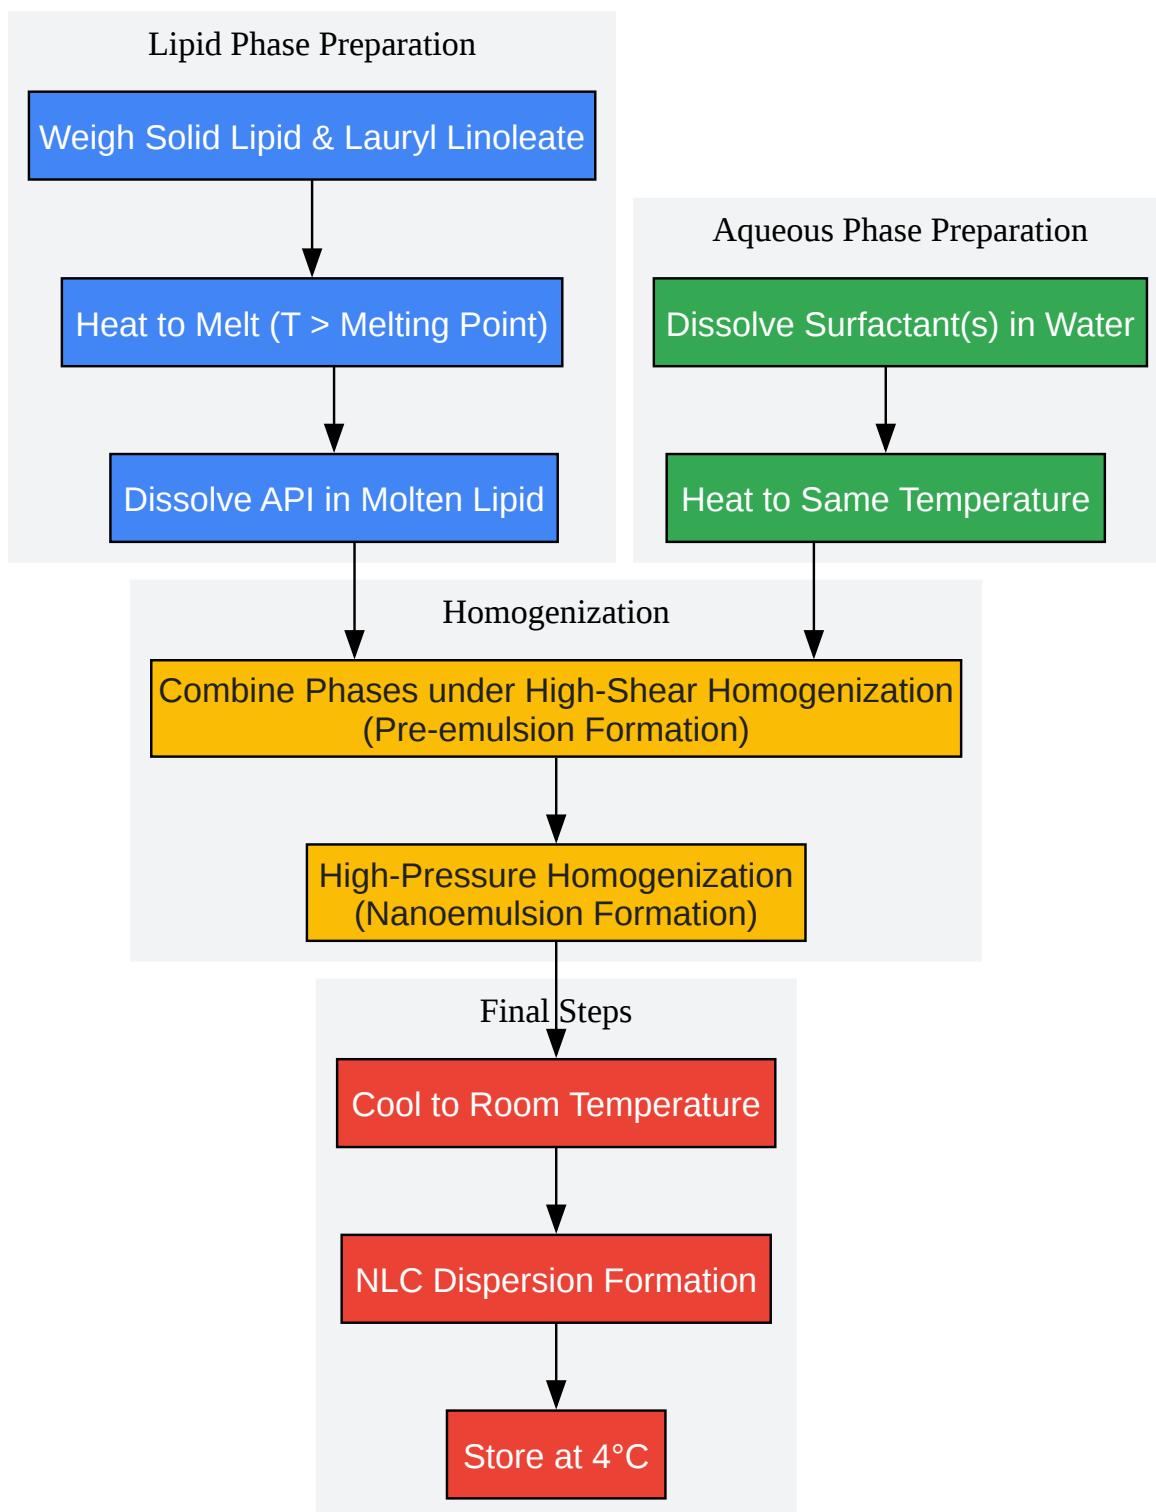 Lipid Phase Preparation
Weigh Solid Lipid & Lauryl Linoleate
Heat to Melt (T > Melting Point)
Dissolve API in Molten Lipid
Aqueous Phase Preparation
Dissolve Surfactant(s) in Water
Heat to Same Temperature
Homogenization
Combine Phases under High-Shear Homogenization
(Pre-emulsion Formation)
High-Pressure Homogenization
(Nanoemulsion Formation)
Final Steps
Cool to Room Temperature
NLC Dispersion Formation
Store at 4°C